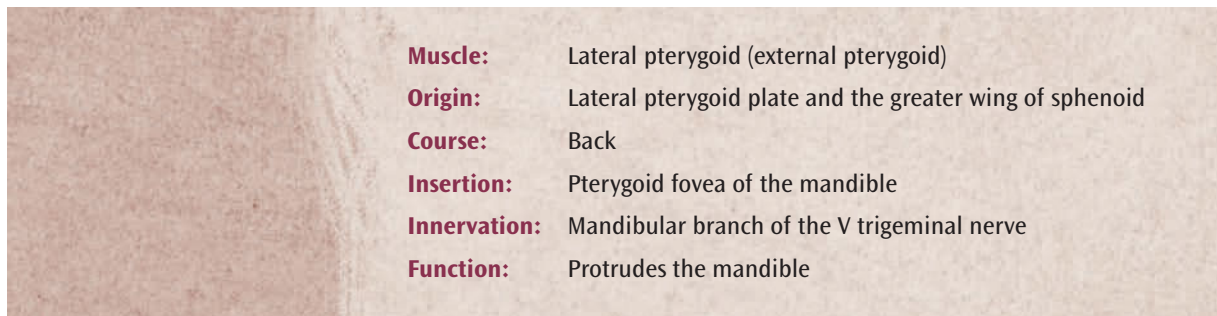 Muscle: Lateral pterygoid (external pterygoid)
Origin: Lateral pterygoid plate and the greater wing of sphenoid
Course: Back
Insertion: Pterygoid fovea of the mandible
Innervation: Mandibular branch of the V trigeminal nerve
Function: Protrudes the mandible